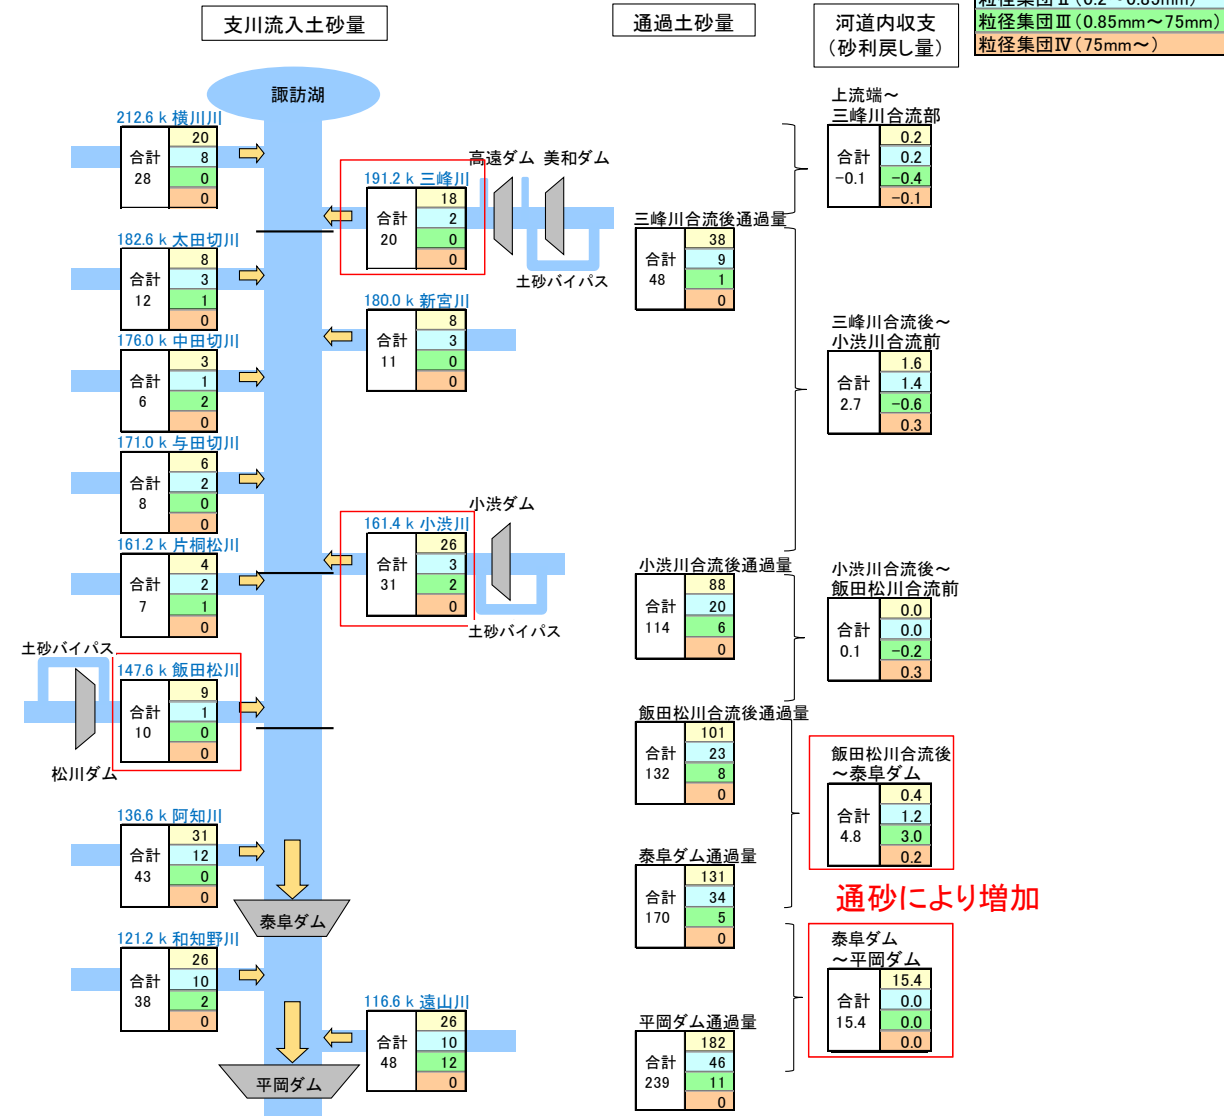 支川流入土砂量
通過土砂量
河道内収支
(砂利戻し量)
粒径集団Ⅲ(0.85mm～75mm)
粒径集団Ⅳ(75mm～)
諏訪湖
212.6 k 横川川
20
合計
8
28
0
0
191.2 k 三峰川
18
合計
2
20
0
0
高遠ダム
美和ダム
土砂バイパス
182.6 k 太田切川
8
合計
3
12
1
0
180.0 k 新宮川
8
合計
3
11
0
0
176.0 k 中田切川
3
合計
1
6
2
0
171.0 k 与田切川
6
合計
2
8
0
0
161.4 k 小渋川
26
合計
3
31
2
0
小渋ダム
土砂バイパス
161.2 k 片桐松川
4
合計
2
7
1
0
土砂バイパス
147.6 k 飯田松川
9
合計
1
10
0
0
松川ダム
136.6 k 阿知川
31
合計
12
43
0
0
泰阜ダム
121.2 k 和知野川
26
合計
10
38
2
0
116.6 k 遠山川
26
合計
10
48
12
0
平岡ダム
三峰川合流後通過量
38
合計
9
48
1
0
小渋川合流後通過量
88
合計
20
114
6
0
飯田松川合流後通過量
101
合計
23
132
8
0
泰阜ダム通過量
131
合計
34
170
5
0
平岡ダム通過量
182
合計
46
239
11
0
上流端～
三峰川合流部
0.2
合計
0.2
-0.1
-0.4
-0.1
三峰川合流後～
小渋川合流前
1.6
合計
1.4
2.7
-0.6
0.3
小渋川合流後～
飯田松川合流前
0.0
合計
0.0
0.1
-0.2
0.3
飯田松川合流後
～泰阜ダム
0.4
合計
1.2
4.8
3.0
0.2
通砂により増加
泰阜ダム
～平岡ダム
15.4
合計
0.0
15.4
0.0
0.0